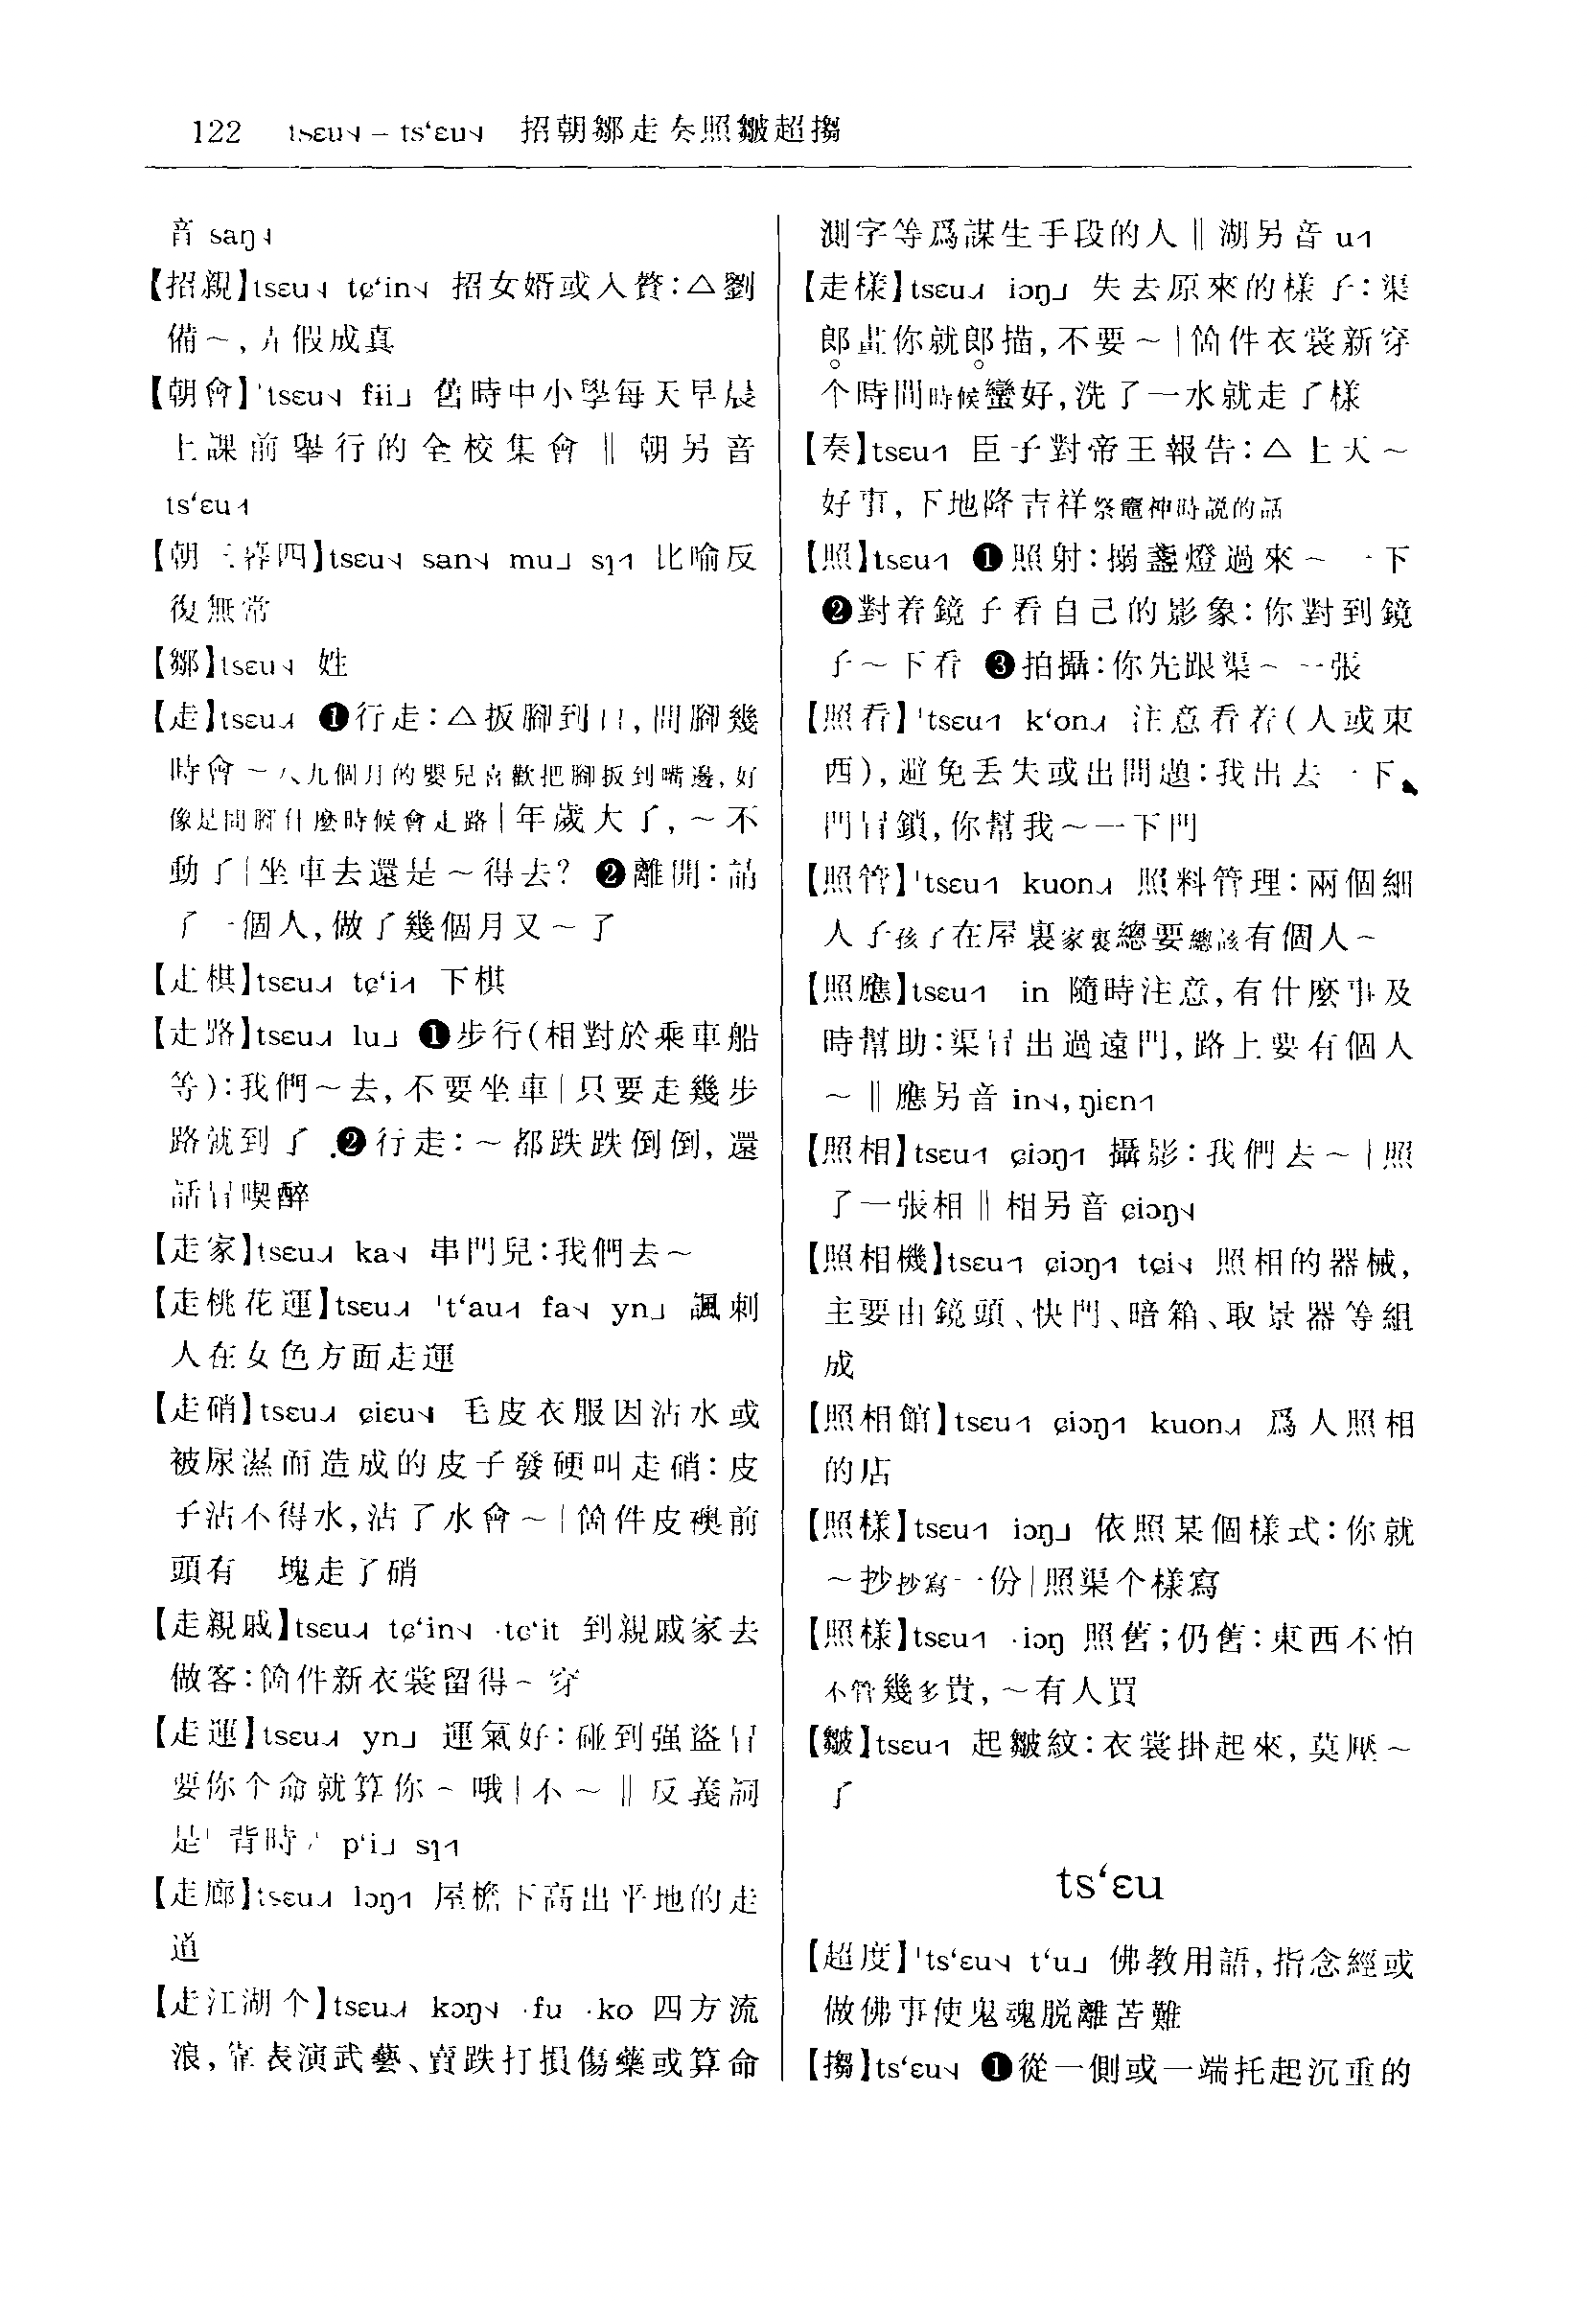 122 tsɛu˧ – ts‘ɛu˧ 招朝鄒走奏照皺超搊
音 saŋ˧
【招親】tsɛu˧ tɕ‘in˧ 招女婿或入贅：△劉
備～，弄假成真
【朝會】ˈtsɛu˧ fɨi˩ 舊時中小學每天早晨
上課前舉行的全校集會 ‖ 朝另音
ts‘ɛu˧
【朝三暮四】tsɛu˧ san˧ mu˩ sɿ˧ 比喻反
復無常
【鄒】tsɛu˧ 姓
【走】tsɛu˩˧ ❶行走：△扳腳到口，問腳幾
時會～八九個月的嬰兒喜歡把腳扳到嘴邊，好
像是問腳什麼時候會走路|年歲大了，～不
動了|坐車去還是～得去？ ❷離開：請
了一個人，做了幾個月又～了
【走棋】tsɛu˩˧ tɕ‘i˧ 下棋
【走路】tsɛu˩˧ lu˩ ❶步行（相對於乘車船
等）：我們～去，不要坐車|只要走幾步
路就到了 ❷行走：～都跌跌倒倒，還
話冇喫醉
【走家】tsɛu˩˧ ka˧ 串門兒：我們去～
【走桃花運】tsɛu˩˧ ˈt‘au˧ fa˧ yn˩ 諷刺
人在女色方面走運
【走硝】tsɛu˩˧ ɕiɛu˧ 毛皮衣服因沾水或
被尿濕而造成的皮子發硬叫走硝：皮
子沾不得水，沾了水會～|箇件皮襖前
頭有一塊走了硝
【走親戚】tsɛu˩˧ tɕ‘in˧ ·tɕ‘it 到親戚家去
做客：箇件新衣裳留得～穿
【走運】tsɛu˩˧ yn˩ 運氣好：碰到强盜冇
要你个命就算你～哦|不～ ‖ 反義詞
是“背時” p‘i˩ sɿ˧
【走廊】tsɛu˩˧ lɔŋ˧ 屋檐下高出平地的走
道
【走江湖个】tsɛu˩˧ kɔŋ˧ ·fu ·ko 四方流
浪，靠表演武藝、賣跌打損傷藥或算命
測字等爲謀生手段的人 ‖ 湖另音 u˧
【走樣】tsɛu˩˧ iɔŋ˩ 失去原來的樣子：渠
郎畫你就郎描，不要～|箇件衣裳新穿
个時間時候蠻好，洗了一水就走了樣
【奏】tsɛu˧ 臣子對帝王報告：△上天～
好事，下地降吉祥祭竈神時説的話
【照】tsɛu˧ ❶照射：搦盞燈過來～一下
❷對着鏡子看自己的影象：你對到鏡
子～下看 ❸拍攝：你先跟渠～一張
【照看】ˈtsɛu˧ k‘on˩˧ 注意看着（人或東
西），避免丢失或出問題：我出去一下，
門冇鎖，你幫我～一下門
【照管】ˈtsɛu˧ kuon˩˧ 照料管理：兩個細
人子孩子在屋裏家裏總要總該有個人～
【照應】tsɛu˧ in 隨時注意，有什麼事及
時幫助：渠冇出過遠門，路上要有個人
～ ‖ 應另音 in˧，ŋiɛn˧
【照相】tsɛu˧ ɕiɔŋ˧ 攝影：我們去～|照
了一張相 ‖ 相另音 ɕiɔŋ˧
【照相機】tsɛu˧ ɕiɔŋ˧ tɕi˧ 照相的器械，
主要由鏡頭、快門、暗箱、取景器等組
成
【照相館】tsɛu˧ ɕiɔŋ˧ kuon˩˧ 爲人照相
的店
【照樣】tsɛu˧ iɔŋ˩ 依照某個樣式：你就
～抄抄寫一份|照渠个樣寫
【照樣】tsɛu˧ ·iɔŋ 照舊；仍舊：東西不怕
不管幾多貴，～有人買
【皺】tsɛu˧ 起皺紋：衣裳掛起來，莫壓～
了
ts‘ɛu
【超度】ˈts‘ɛu˧ t‘u˩ 佛教用語，指念經或
做佛事使鬼魂脱離苦難
【搊】ts‘ɛu˧ ❶從一側或一端托起沉重的